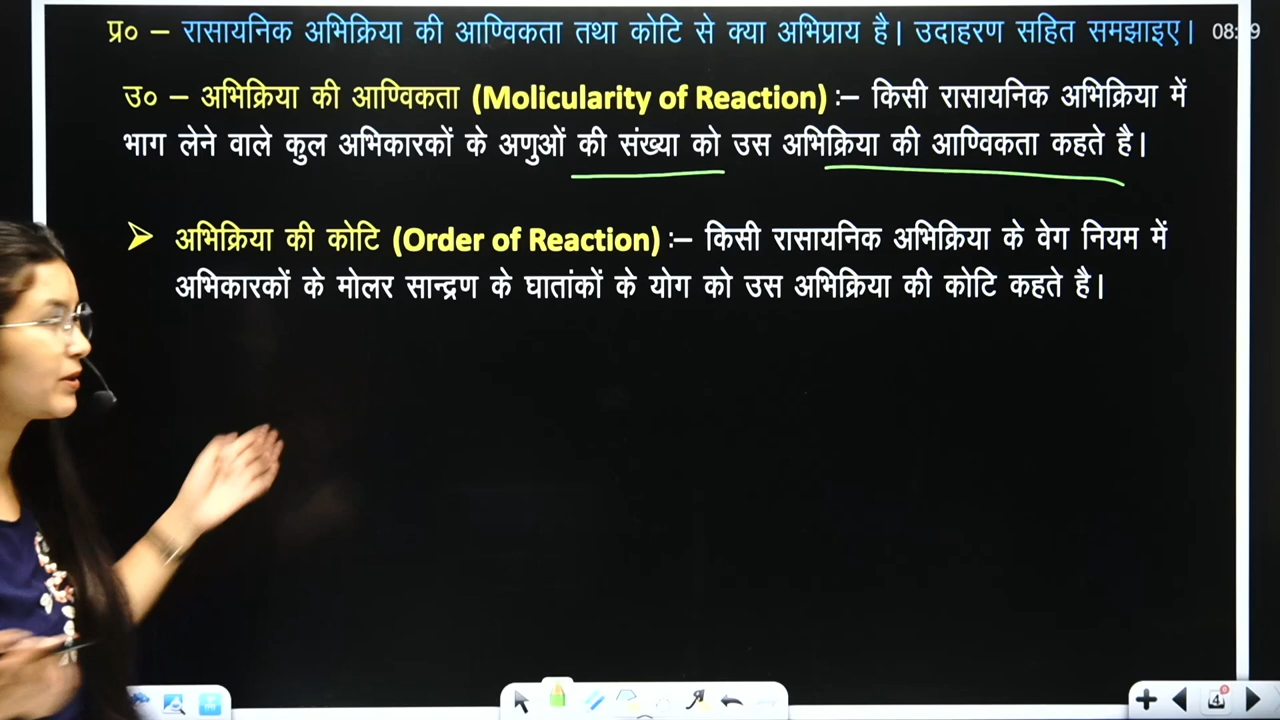 प्र० – रासायनिक अभिक्रिया की आण्विकता तथा कोटि से क्या अभिप्राय है। उदाहरण सहित समझाइए।
उ० – अभिक्रिया की आण्विकता (Molicularity of Reaction) :– किसी रासायनिक अभिक्रिया में
भाग लेने वाले कुल अभिकारकों के अणुओं की संख्या को उस अभिक्रिया की आण्विकता कहते है।
➢ अभिक्रिया की कोटि (Order of Reaction) :– किसी रासायनिक अभिक्रिया के वेग नियम में
अभिकारकों के मोलर सान्द्रण के घातांकों के योग को उस अभिक्रिया की कोटि कहते है।